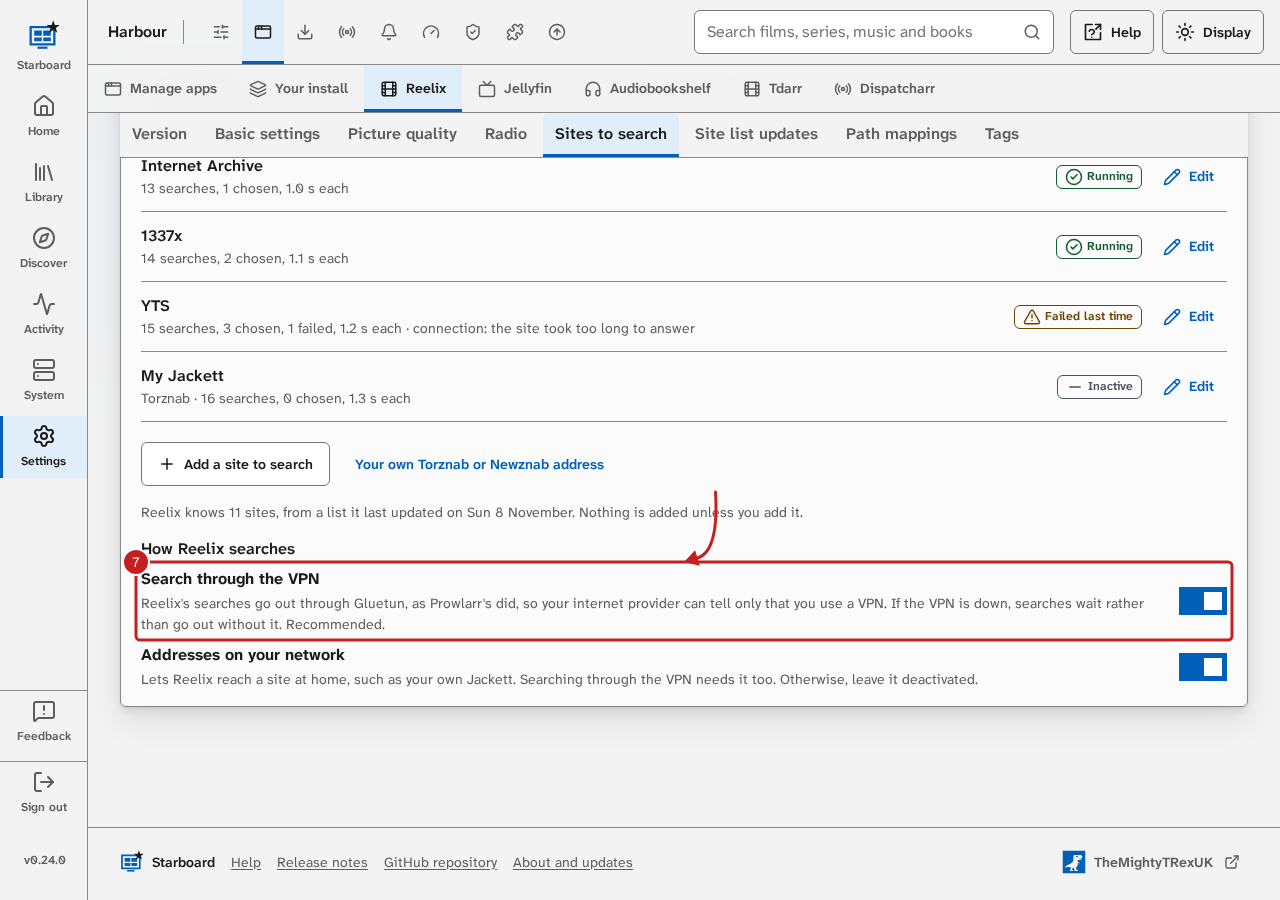 Starboard
Harbour
Search films, series, music and books
Help
Display
Manage apps
Your install
Reelix
Jellyfin
Audiobookshelf
Tdarr
Dispatcharr
Home
Library
Discover
Activity
System
Settings
Feedback
Sign out
v0.24.0
Version
Basic settings
Picture quality
Radio
Sites to search
Site list updates
Path mappings
Tags
Internet Archive
13 searches, 1 chosen, 1.0 s each
Running
Edit
1337x
14 searches, 2 chosen, 1.1 s each
Running
Edit
YTS
15 searches, 3 chosen, 1 failed, 1.2 s each · connection: the site took too long to answer
Failed last time
Edit
My Jackett
Torznab · 16 searches, 0 chosen, 1.3 s each
Inactive
Edit
Add a site to search
Your own Torznab or Newznab address
Reelix knows 11 sites, from a list it last updated on Sun 8 November. Nothing is added unless you add it.
How Reelix searches
7
Search through the VPN
Reelix's searches go out through Gluetun, as Prowlarr's did, so your internet provider can tell only that you use a VPN. If the VPN is down, searches wait rather
than go out without it. Recommended.
Addresses on your network
Lets Reelix reach a site at home, such as your own Jackett. Searching through the VPN needs it too. Otherwise, leave it deactivated.
Starboard
Help
Release notes
GitHub repository
About and updates
TheMightyTRexUK